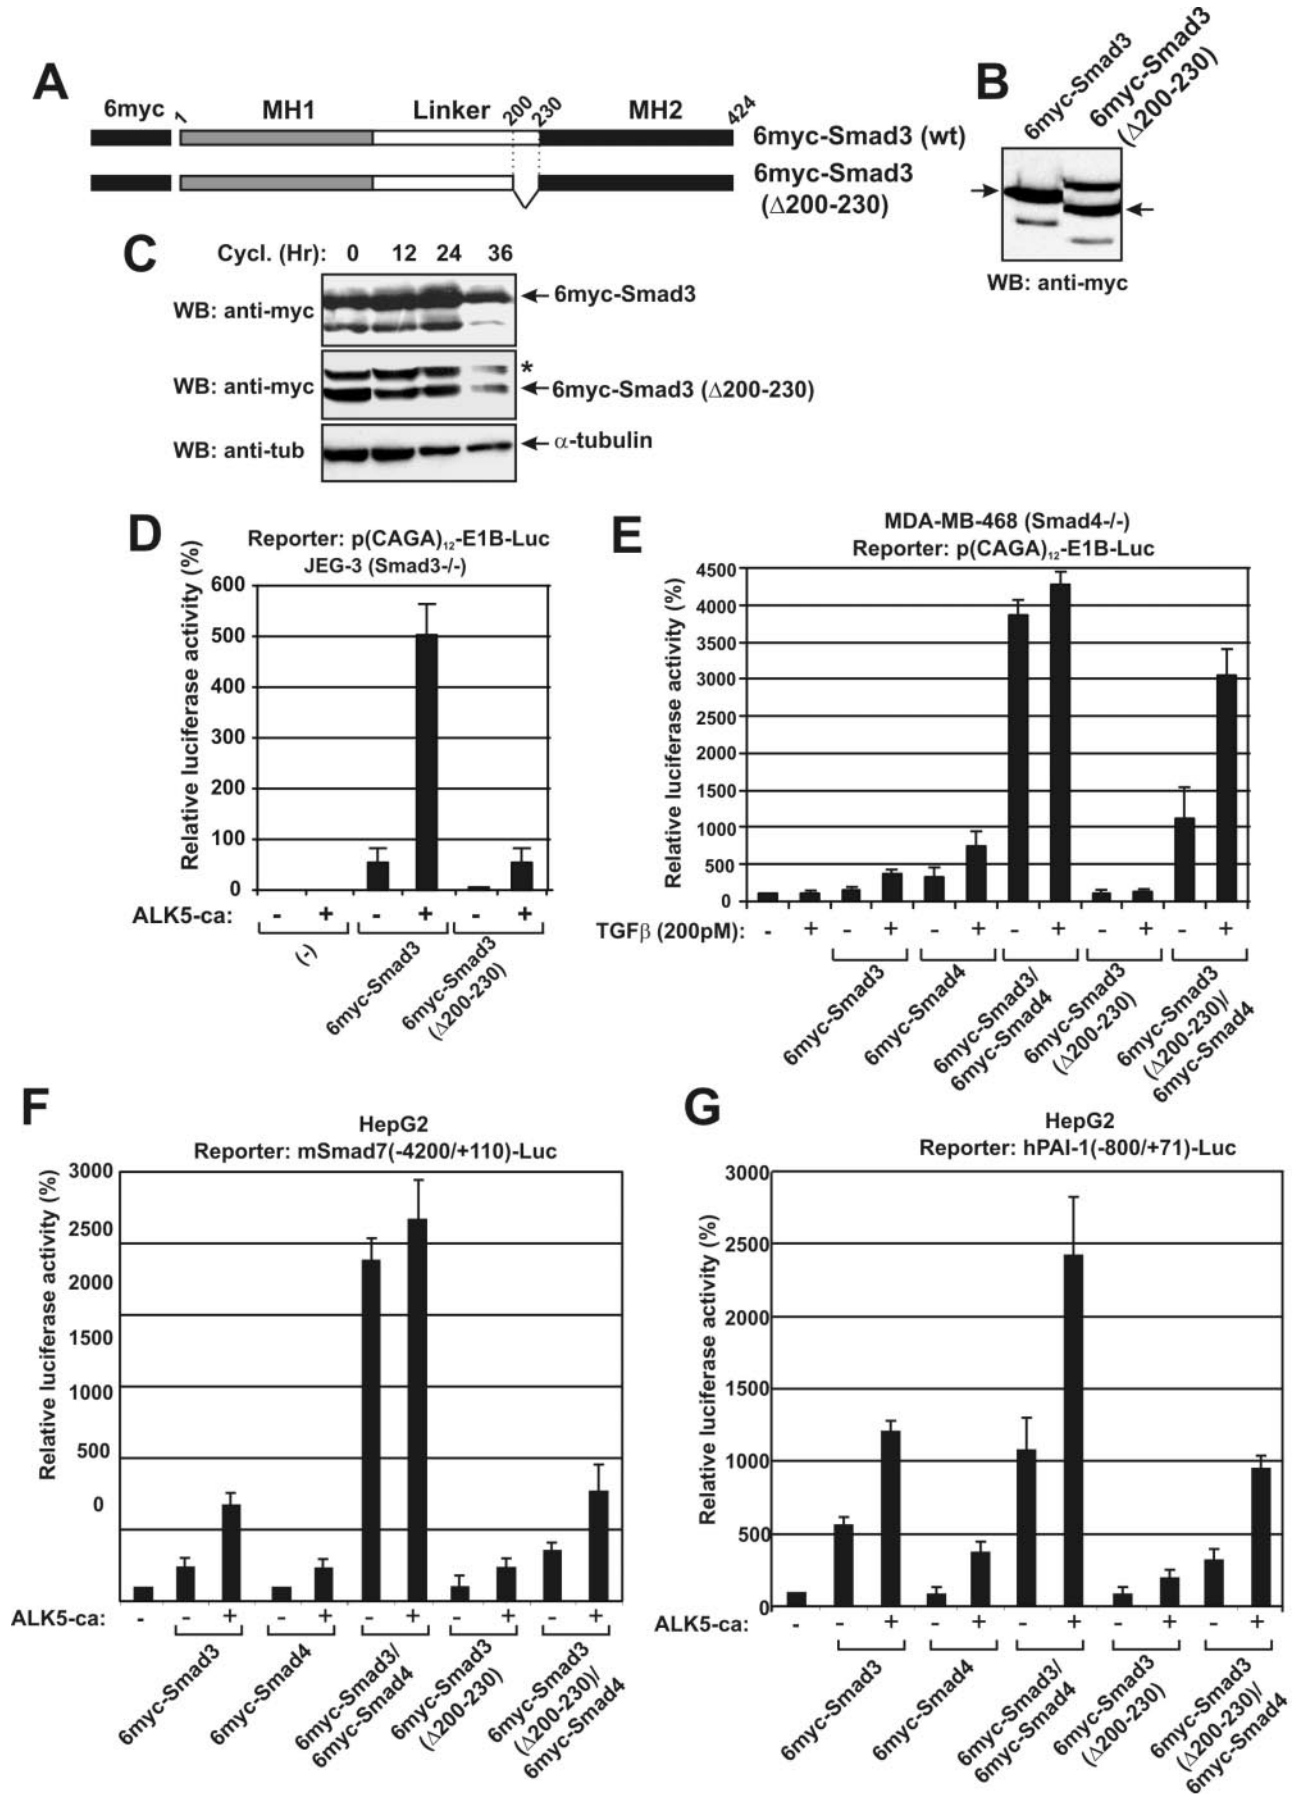 A
6myc 1 MH1 Linker 200 230 MH2 424
6myc-Smad3 (wt)
6myc-Smad3
(Δ200-230)
B
6myc-Smad3
6myc-Smad3
(Δ200-230)
WB: anti-myc
C
Cycl. (Hr): 0 12 24 36
WB: anti-myc
6myc-Smad3
WB: anti-myc
*
6myc-Smad3 (Δ200-230)
WB: anti-tub
α-tubulin
D
Reporter: p(CAGA)12-E1B-Luc
JEG-3 (Smad3-/-)
Relative luciferase activity (%)
600
500
400
300
200
100
0
ALK5-ca: - + - + - +
(-)
6myc-Smad3
6myc-Smad3
(Δ200-230)
E
MDA-MB-468 (Smad4-/-)
Reporter: p(CAGA)12-E1B-Luc
Relative luciferase activity (%)
4500
4000
3500
3000
2500
2000
1500
1000
500
0
TGFβ (200pM): - + - + - + - + - + - +
6myc-Smad3
6myc-Smad4
6myc-Smad3/
6myc-Smad4
6myc-Smad3
(Δ200-230)
6myc-Smad3
(Δ200-230)/
6myc-Smad4
F
HepG2
Reporter: mSmad7(-4200/+110)-Luc
Relative luciferase activity (%)
3000
2500
2000
1500
1000
500
0
ALK5-ca: - - + - + - + - + - +
6myc-Smad3
6myc-Smad4
6myc-Smad3/
6myc-Smad4
6myc-Smad3
(Δ200-230)
6myc-Smad3
(Δ200-230)/
6myc-Smad4
G
HepG2
Reporter: hPAI-1(-800/+71)-Luc
Relative luciferase activity (%)
3000
2500
2000
1500
1000
500
0
ALK5-ca: - - + - + - + - + - +
6myc-Smad3
6myc-Smad4
6myc-Smad3/
6myc-Smad4
6myc-Smad3
(Δ200-230)
6myc-Smad3
(Δ200-230)/
6myc-Smad4